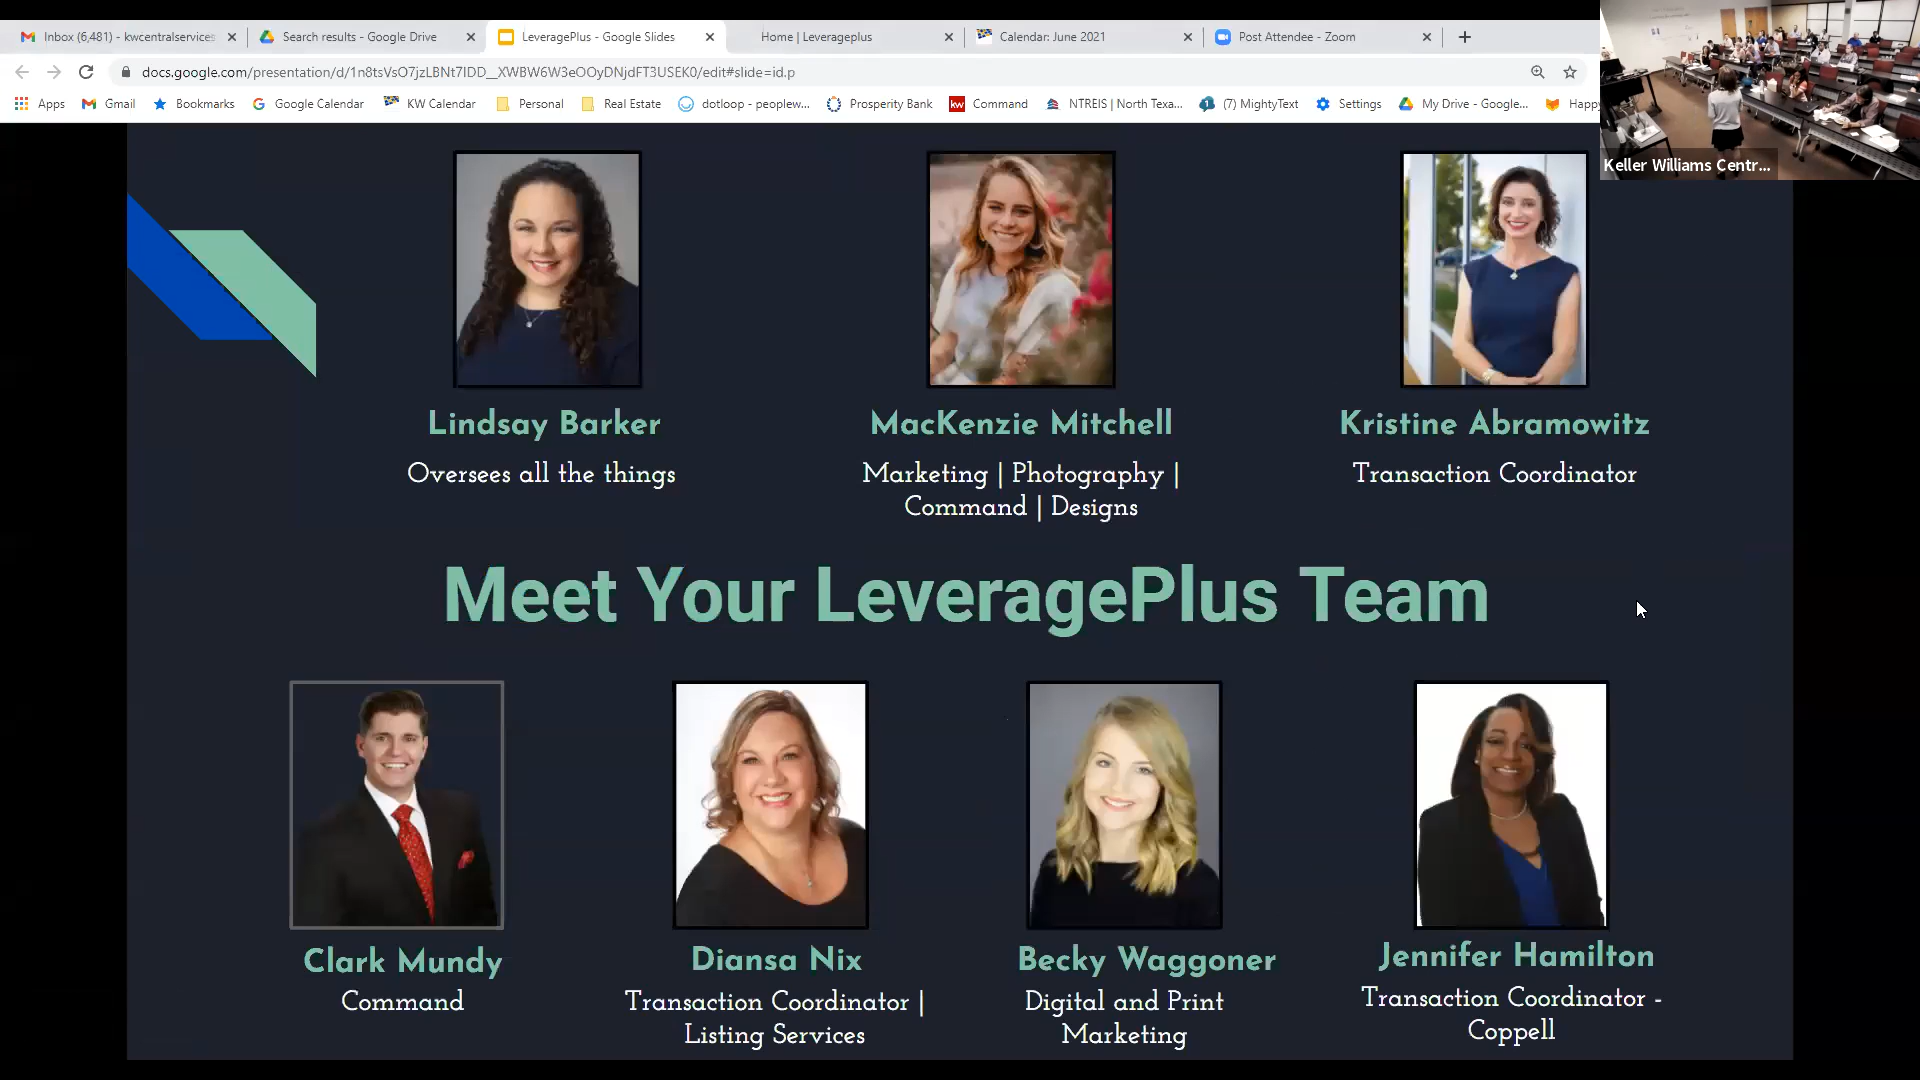 Inbox (6,481) - kwcentralservices
Search results - Google Drive
LeveragePlus - Google Slides
Home | Leverageplus
Calendar: June 2021
Post Attendee - Zoom
docs.google.com/presentation/d/1n8tsVsO7jzLBNt7IDD__XWBW6W3eOOyDNjdFT3USEK0/edit#slide=id.p
Apps
Gmail
Bookmarks
Google Calendar
KW Calendar
Personal
Real Estate
dotloop - peoplew...
Prosperity Bank
kw Command
NTREIS | North Texa...
(7) MightyText
Settings
My Drive - Google...
Happy
Keller Williams Centr...
Lindsay Barker
Oversees all the things
MacKenzie Mitchell
Marketing | Photography |
Command | Designs
Kristine Abramowitz
Transaction Coordinator
Meet Your LeveragePlus Team
Clark Mundy
Command
Diansa Nix
Transaction Coordinator |
Listing Services
Becky Waggoner
Digital and Print
Marketing
Jennifer Hamilton
Transaction Coordinator -
Coppell